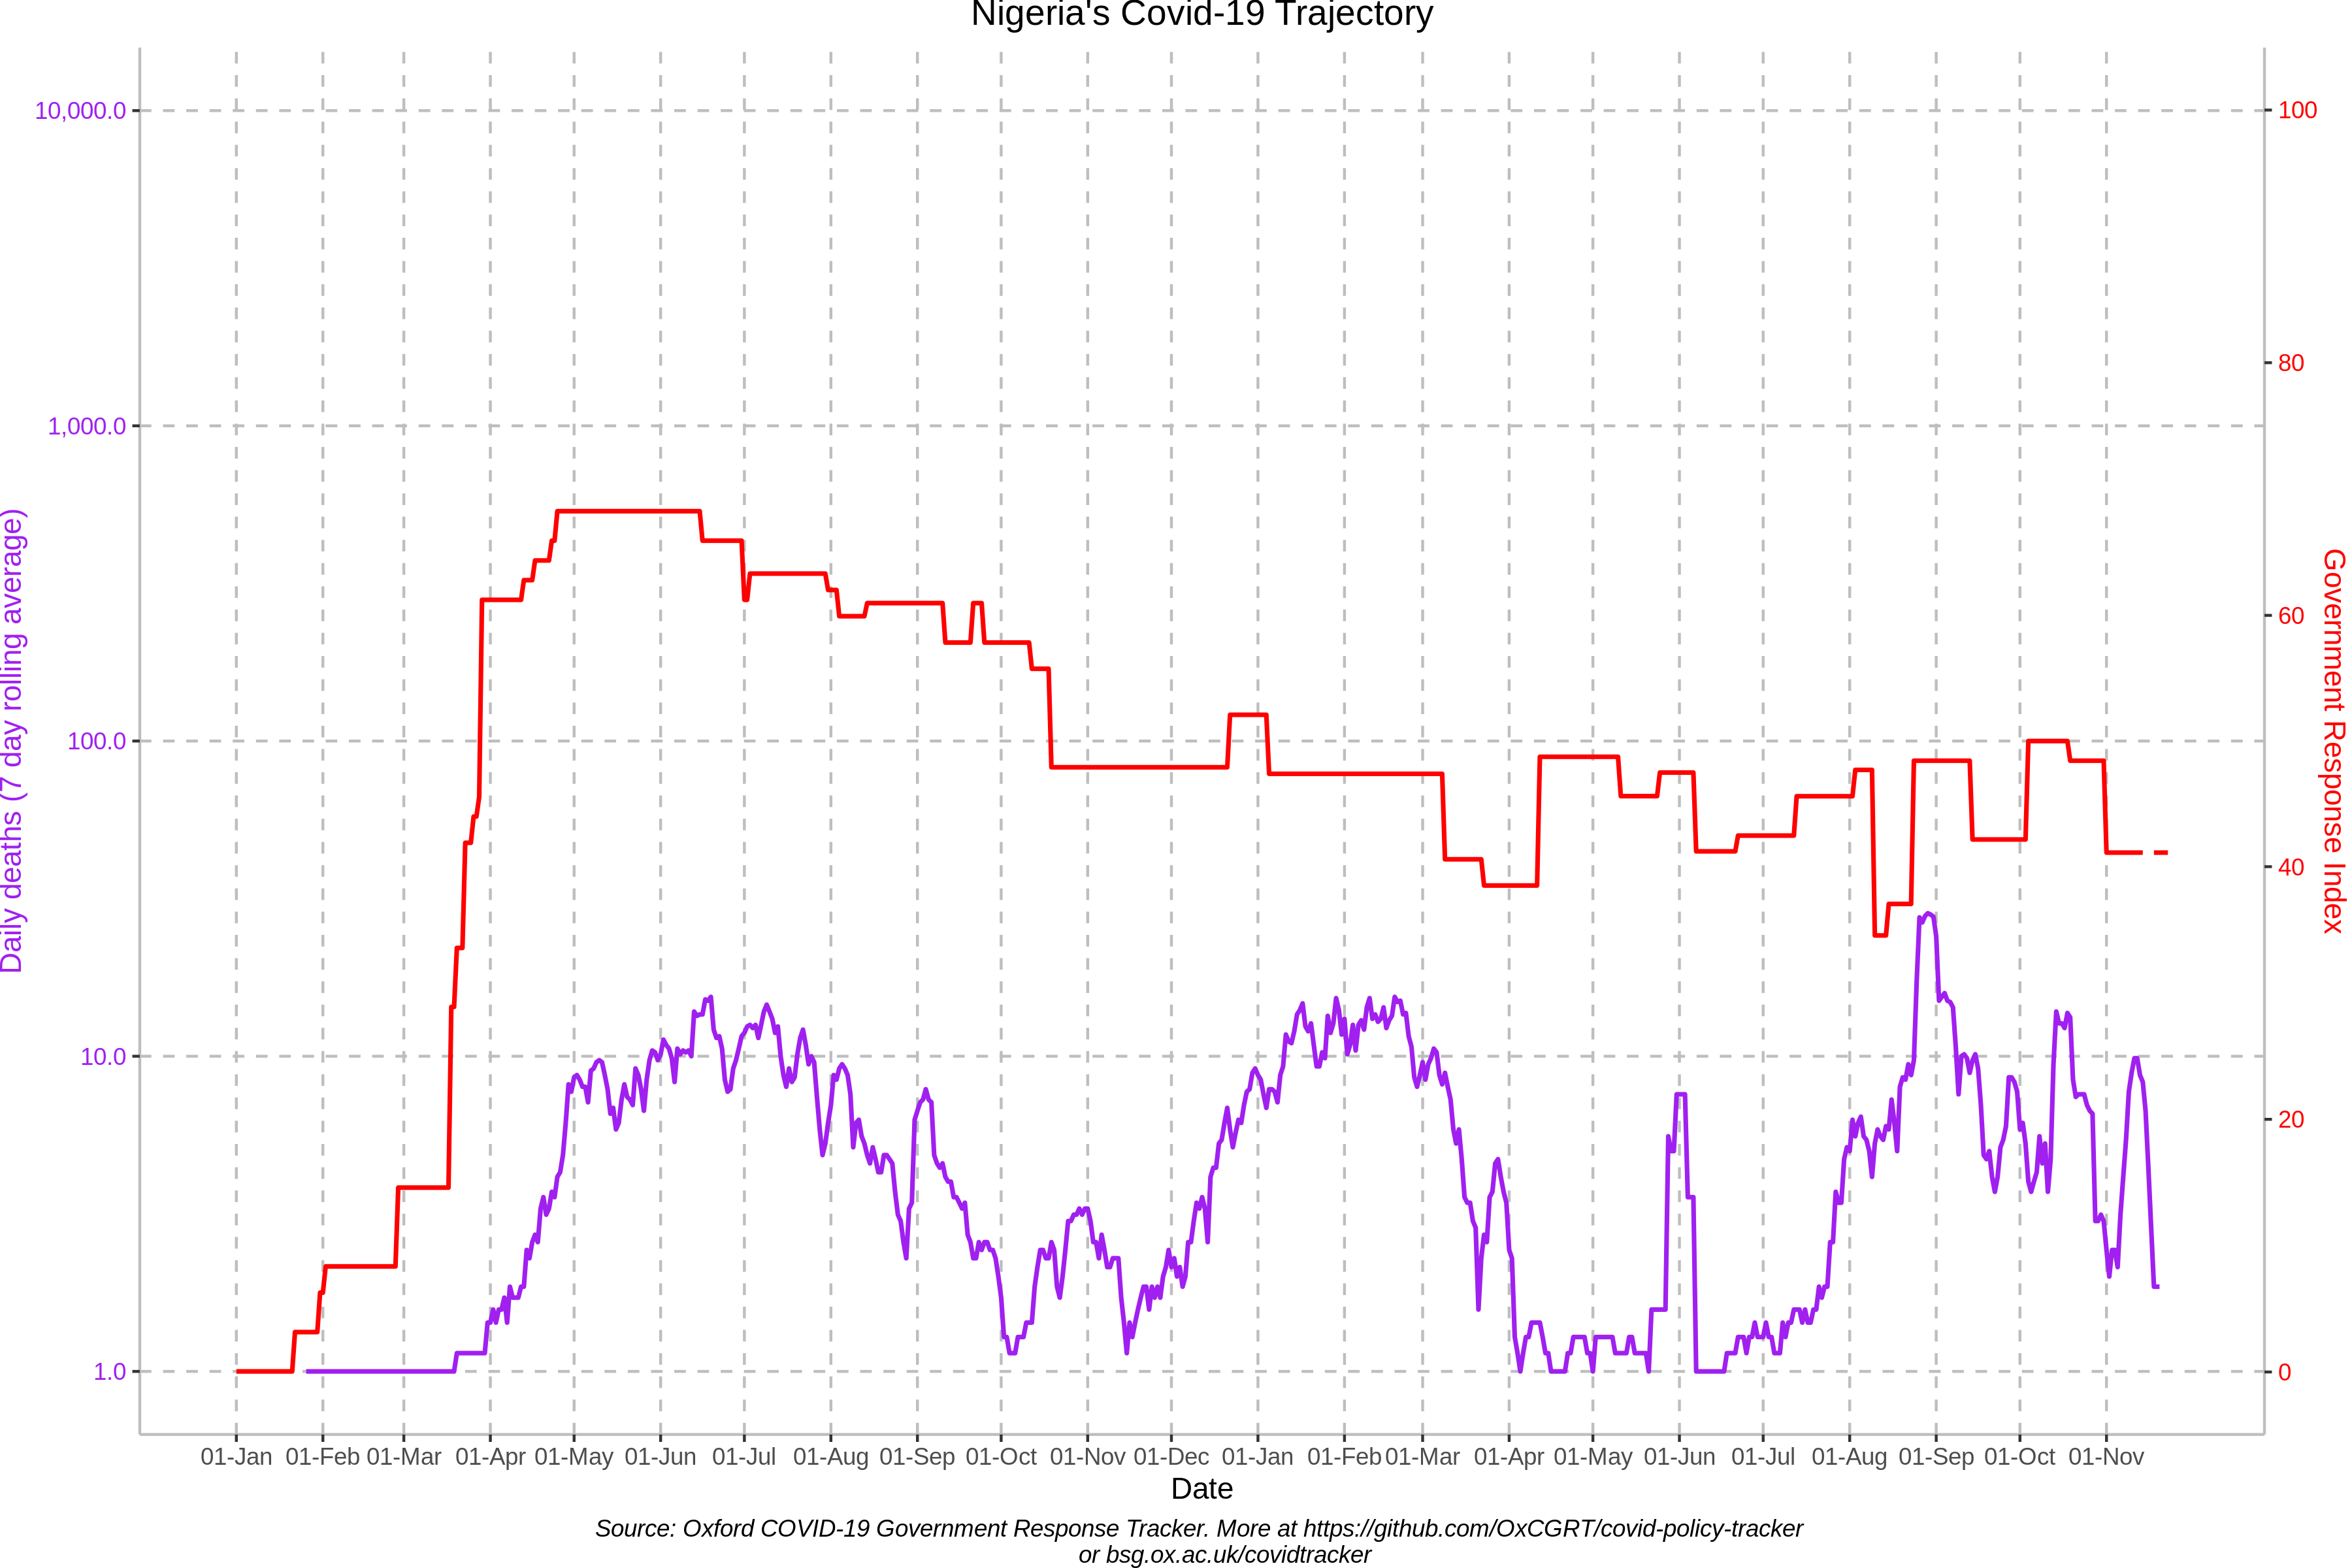 Nigeria's Covid-19 Trajectory
10,000.0
1,000.0
100.0
10.0
1.0
Daily deaths (7 day rolling average)
100
80
60
40
20
0
Government Response Index
01-Jan 01-Feb 01-Mar 01-Apr 01-May 01-Jun 01-Jul 01-Aug 01-Sep 01-Oct 01-Nov 01-Dec 01-Jan 01-Feb 01-Mar 01-Apr 01-May 01-Jun 01-Jul 01-Aug 01-Sep 01-Oct 01-Nov
Date
Source: Oxford COVID-19 Government Response Tracker. More at https://github.com/OxCGRT/covid-policy-tracker
or bsg.ox.ac.uk/covidtracker